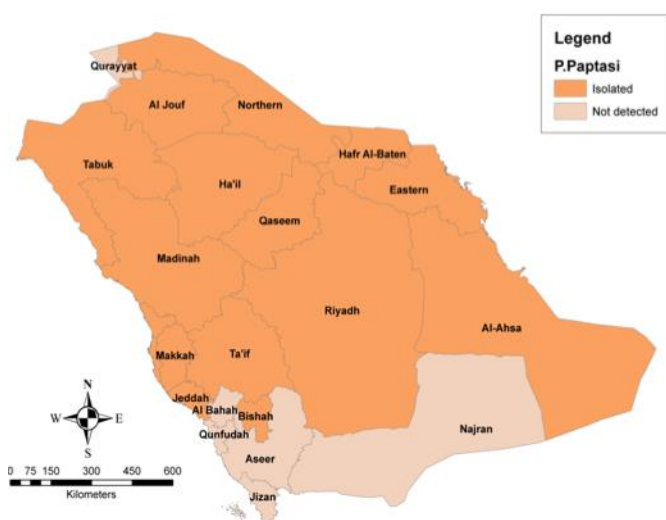 Legend
P.Paptasi
Isolated
Not detected
Qurayyat
Al Jouf
Northern
Tabuk
Ha'il
Hafr Al-Baten
Eastern
Qaseem
Madinah
Riyadh
Al-Ahsa
Makkah
Ta'if
Jeddah
Al Bahah
Bishah
Qunfudah
Aseer
Najran
Jizan
N
W
E
S
0 75 150 300 450 600
Kilometers